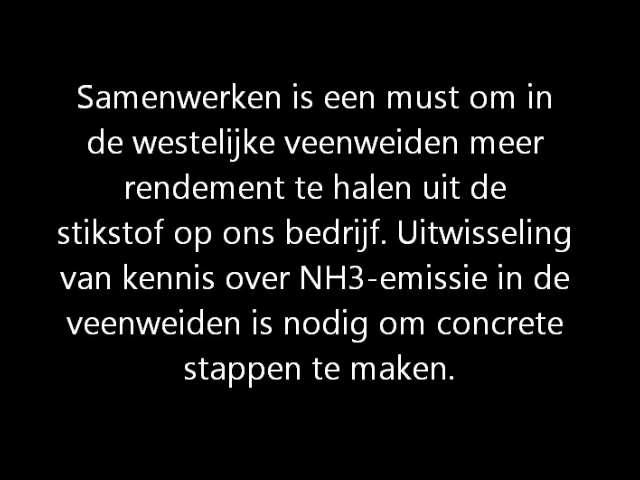 Samenwerken is een must om in
de westelijke veenweiden meer
rendement te halen uit de
stikstof op ons bedrijf. Uitwisseling
van kennis over NH3-emissie in de
veenweiden is nodig om concrete
stappen te maken.